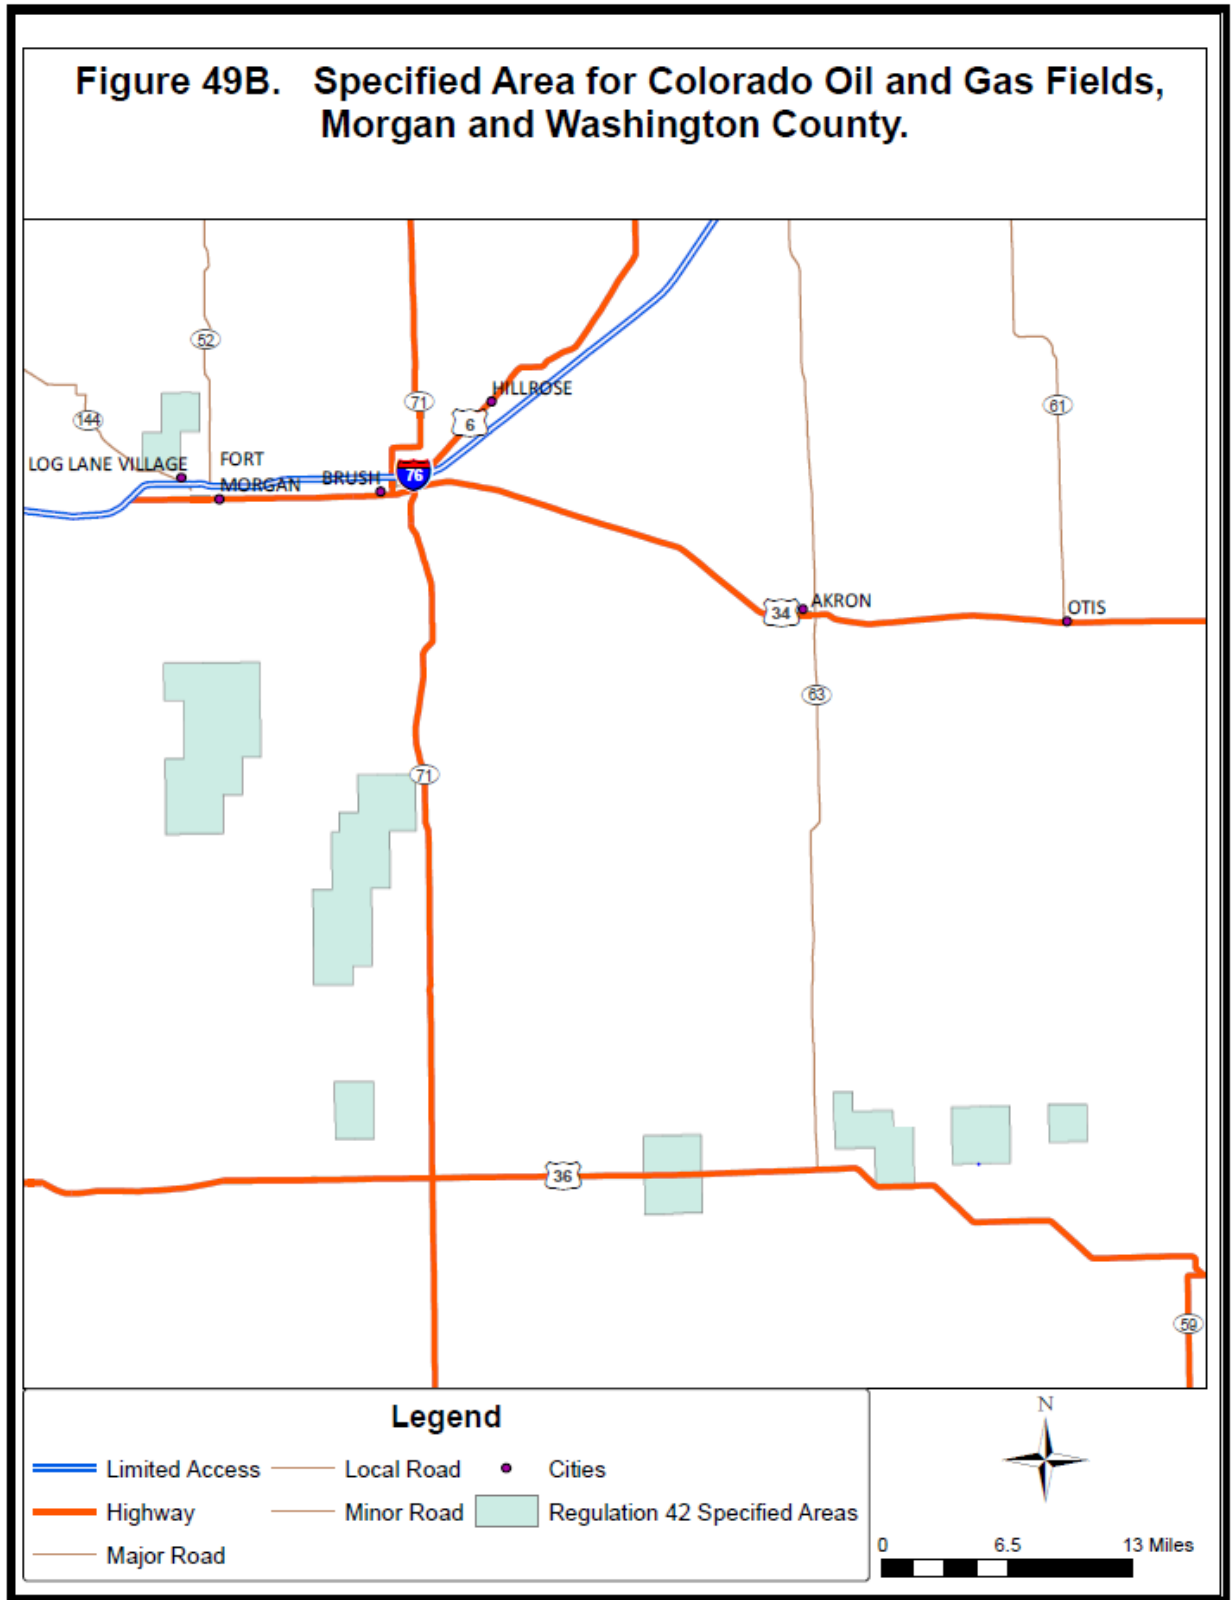 Figure 49B. Specified Area for Colorado Oil and Gas Fields,
Morgan and Washington County.
52
HILLROSE
144
71
6
61
LOG LANE VILLAGE
FORT
MORGAN
BRUSH
76
34
AKRON
OTIS
63
71
36
59
Legend
Limited Access
Local Road
Cities
Highway
Minor Road
Regulation 42 Specified Areas
Major Road
N
0 6.5 13 Miles